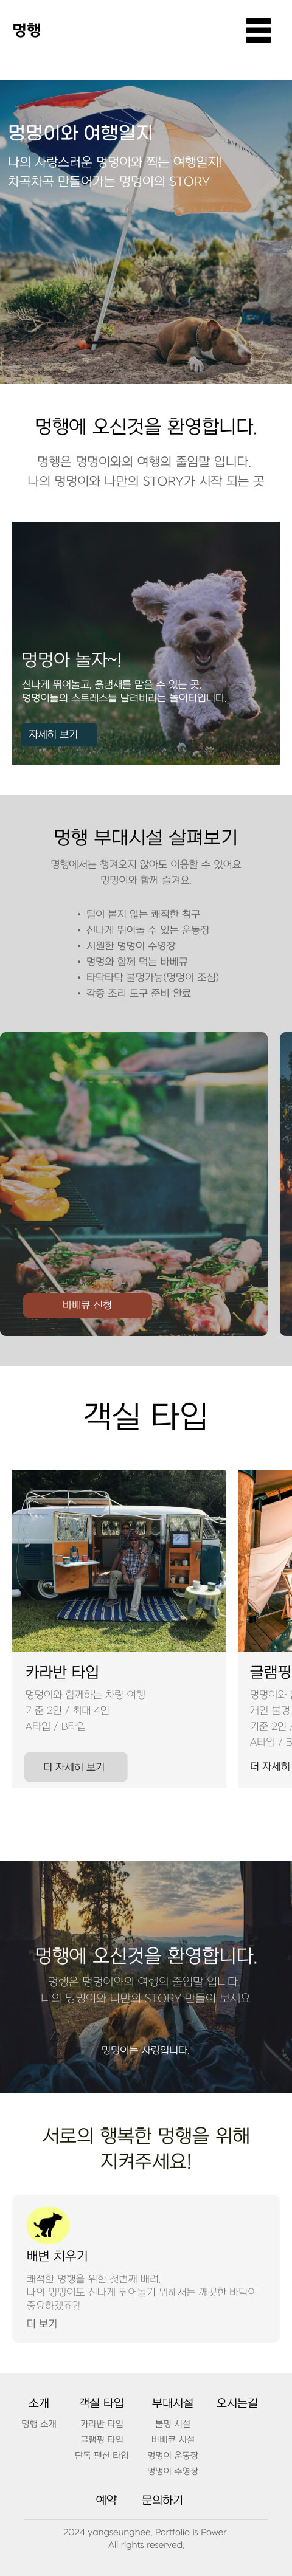 멍행
멍멍이와 여행일지
나의 사랑스러운 멍멍이와 찍는 여행일지!
차곡차곡 만들어가는 멍멍이의 STORY
멍행에 오신것을 환영합니다.
멍행은 멍멍이와의 여행의 줄임말 입니다.
나의 멍멍이와 나만의 STORY가 시작 되는 곳
멍멍아 놀자~!
신나게 뛰어놀고, 흙냄새를 맡을 수 있는 곳.
멍멍이들의 스트레스를 날려버리는 놀이터입니다.
자세히 보기
멍행 부대시설 살펴보기
멍행에서는 챙겨오지 않아도 이용할 수 있어요
멍멍이와 함께 즐겨요.
• 털이 붙지 않는 쾌적한 침구
• 신나게 뛰어놀 수 있는 운동장
• 시원한 멍멍이 수영장
• 멍멍와 함께 먹는 바베큐
• 타닥타닥 불멍가능(멍멍이 조심)
• 각종 조리 도구 준비 완료
바베큐 신청
객실 타입
카라반 타입
멍멍이와 함께하는 차량 여행
기준 2인 / 최대 4인
A타입 / B타입
더 자세히 보기
글램핑
멍멍이와
개인 불멍
기준 2인 /
A타입 / B
더 자세히
멍행에 오신것을 환영합니다.
멍행은 멍멍이와의 여행의 줄임말 입니다.
나의 멍멍이와 나만의 STORY 만들어 보세요
멍멍이는 사랑입니다.
서로의 행복한 멍행을 위해
지켜주세요!
배변 치우기
쾌적한 멍행을 위한 첫번째 배려.
나의 멍멍이도 신나게 뛰어놀기 위해서는 깨끗한 바닥이
중요하겠죠?!
더 보기
소개 객실 타입 부대시설 오시는길
멍행 소개 카라반 타입 불멍 시설
글램핑 타입 바베큐 시설
단독 팬션 타입 멍멍이 운동장
멍멍이 수영장
예약 문의하기
2024 yangseunghee. Portfolio is Power
All rights reserved.